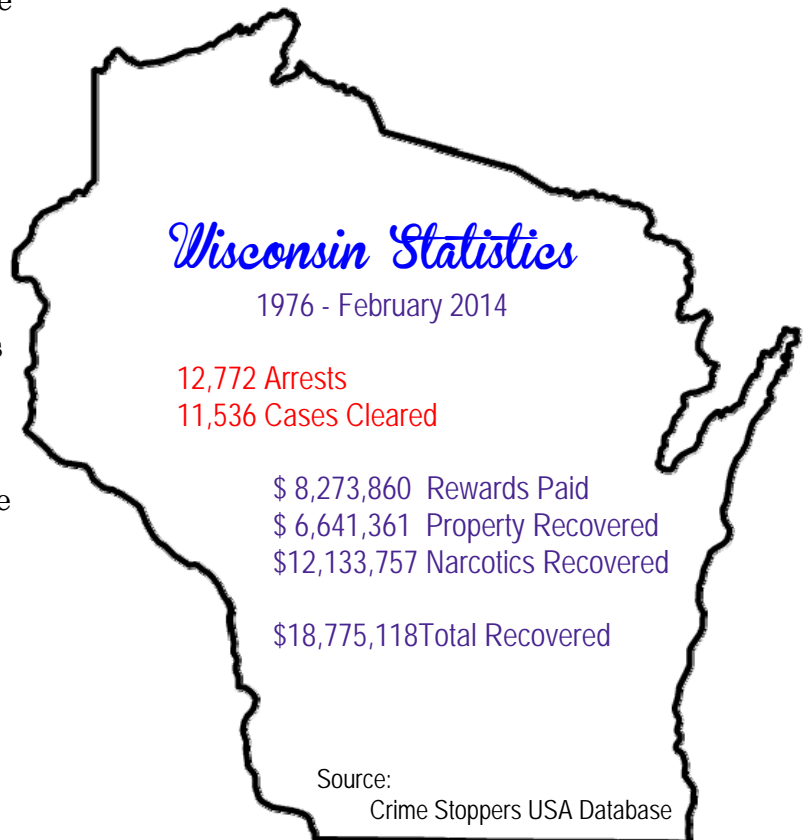 e
Wisconsin Statistics
1976 - February 2014
s
12,772 Arrests
11,536 Cases Cleared
$ 8,273,860 Rewards Paid
e
$ 6,641,361 Property Recovered
$12,133,757 Narcotics Recovered
$18,775,118Total Recovered
Source:
Crime Stoppers USA Database